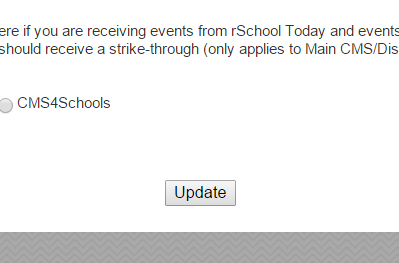 ere if you are receiving events from rSchool Today and events
should receive a strike-through (only applies to Main CMS/Dis
CMS4Schools
Update